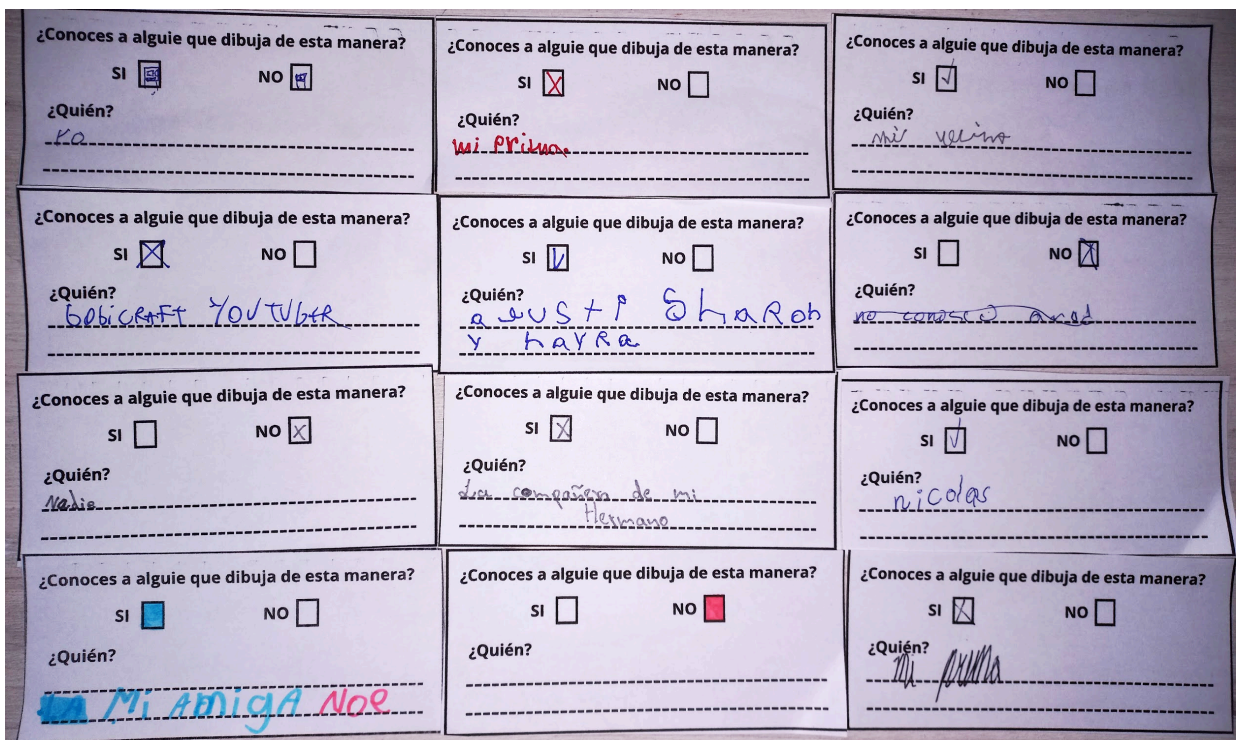 ¿Conoces a alguie que dibuja de esta manera?
SI NO
¿Quién?
YO
¿Conoces a alguie que dibuja de esta manera?
SI NO
¿Quién?
mi prima
¿Conoces a alguie que dibuja de esta manera?
SI NO
¿Quién?
mi vecino
¿Conoces a alguie que dibuja de esta manera?
SI NO
¿Quién?
BOBICRAFT YOUTUBER
¿Conoces a alguie que dibuja de esta manera?
SI NO
¿Quién?
ShaRon
y
¿Conoces a alguie que dibuja de esta manera?
SI NO
¿Quién?
no conosco
¿Conoces a alguie que dibuja de esta manera?
SI NO
¿Quién?
Nadie
¿Conoces a alguie que dibuja de esta manera?
SI NO
¿Quién?
La compañera de mi
Hermano
¿Conoces a alguie que dibuja de esta manera?
SI NO
¿Quién?
nicolas
¿Conoces a alguie que dibuja de esta manera?
SI NO
¿Quién?
LA Mi AmigA NOe
¿Conoces a alguie que dibuja de esta manera?
SI NO
¿Quién?
¿Conoces a alguie que dibuja de esta manera?
SI NO
¿Quién?
mi prima